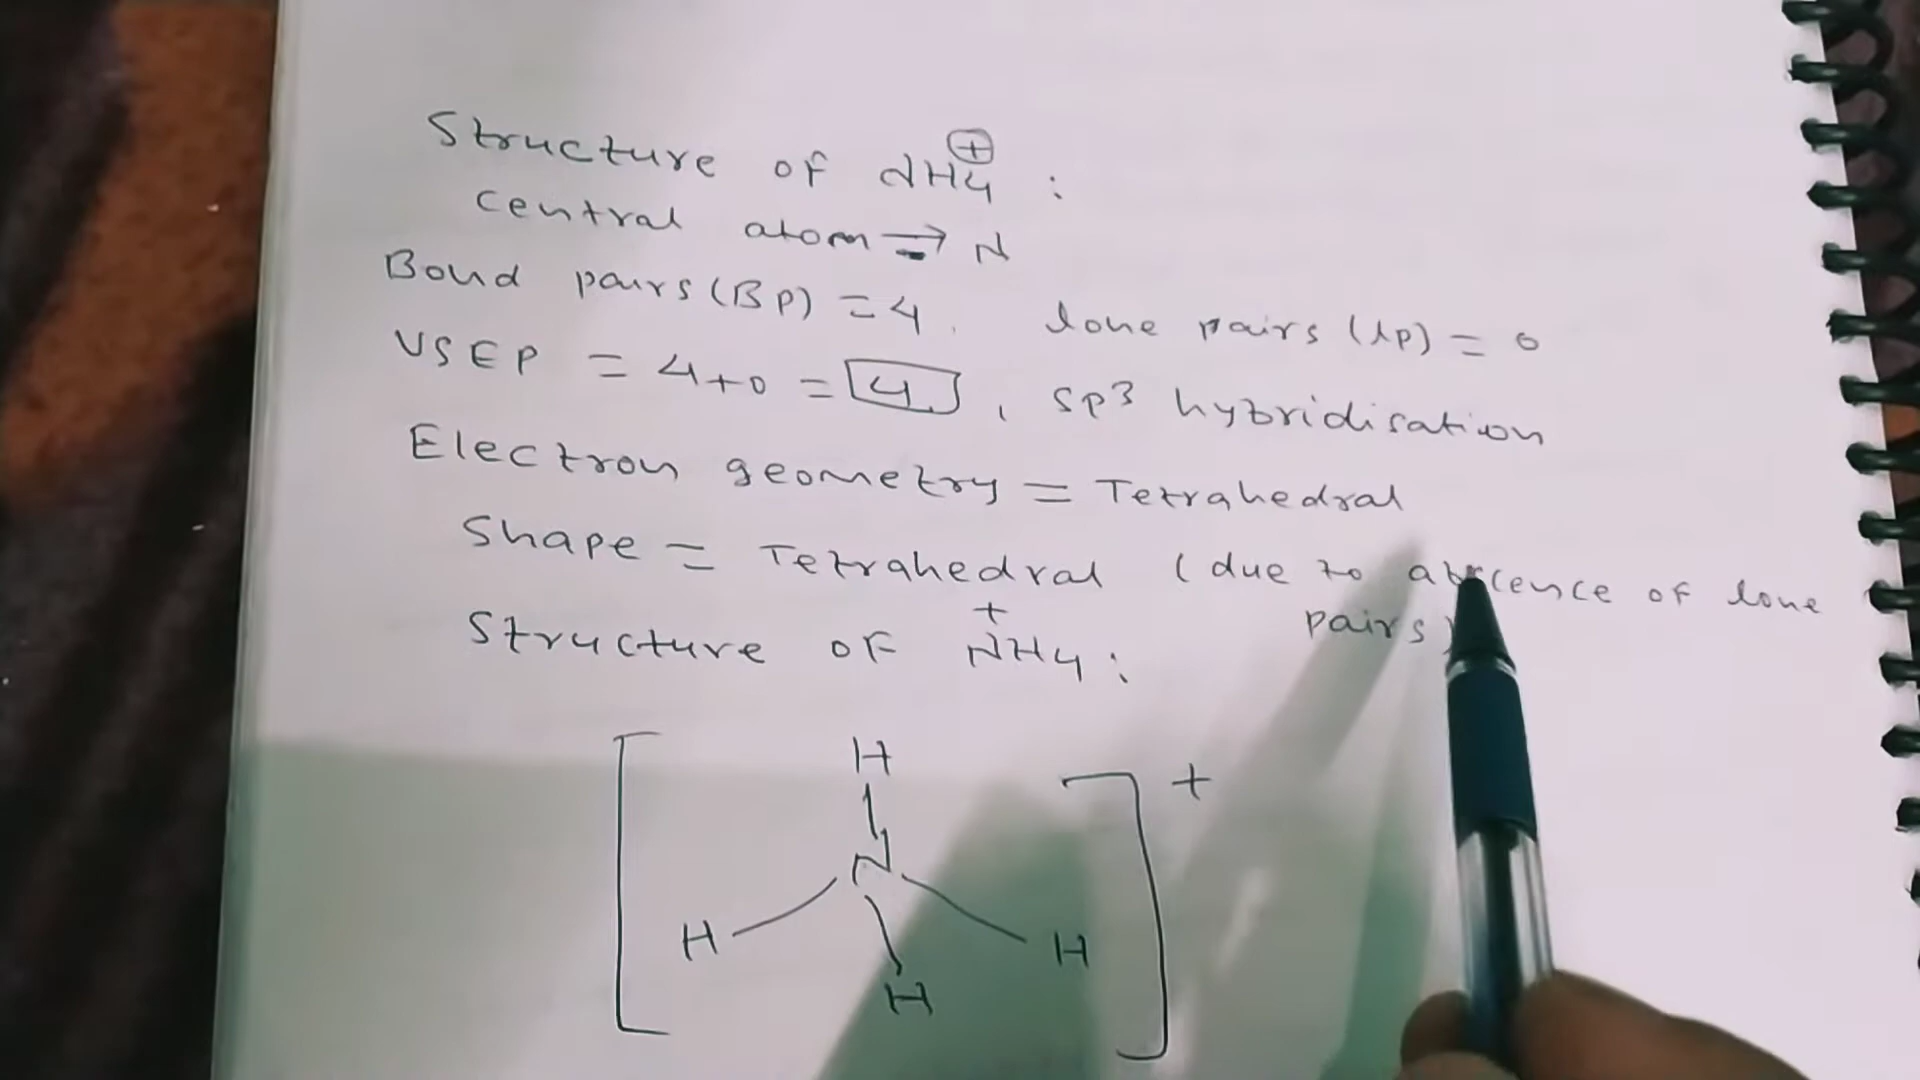 Structure of NH4⊕ :
central atom → N
Bond pairs (BP) = 4, lone pairs (lp) = 0
VSEP = 4+0 = 4, sp3 hybridisation
Electron geometry = Tetrahedral
Shape = Tetrahedral (due to of lone
pairs)
Structure of NH4+ :
H
+
N
H H
H